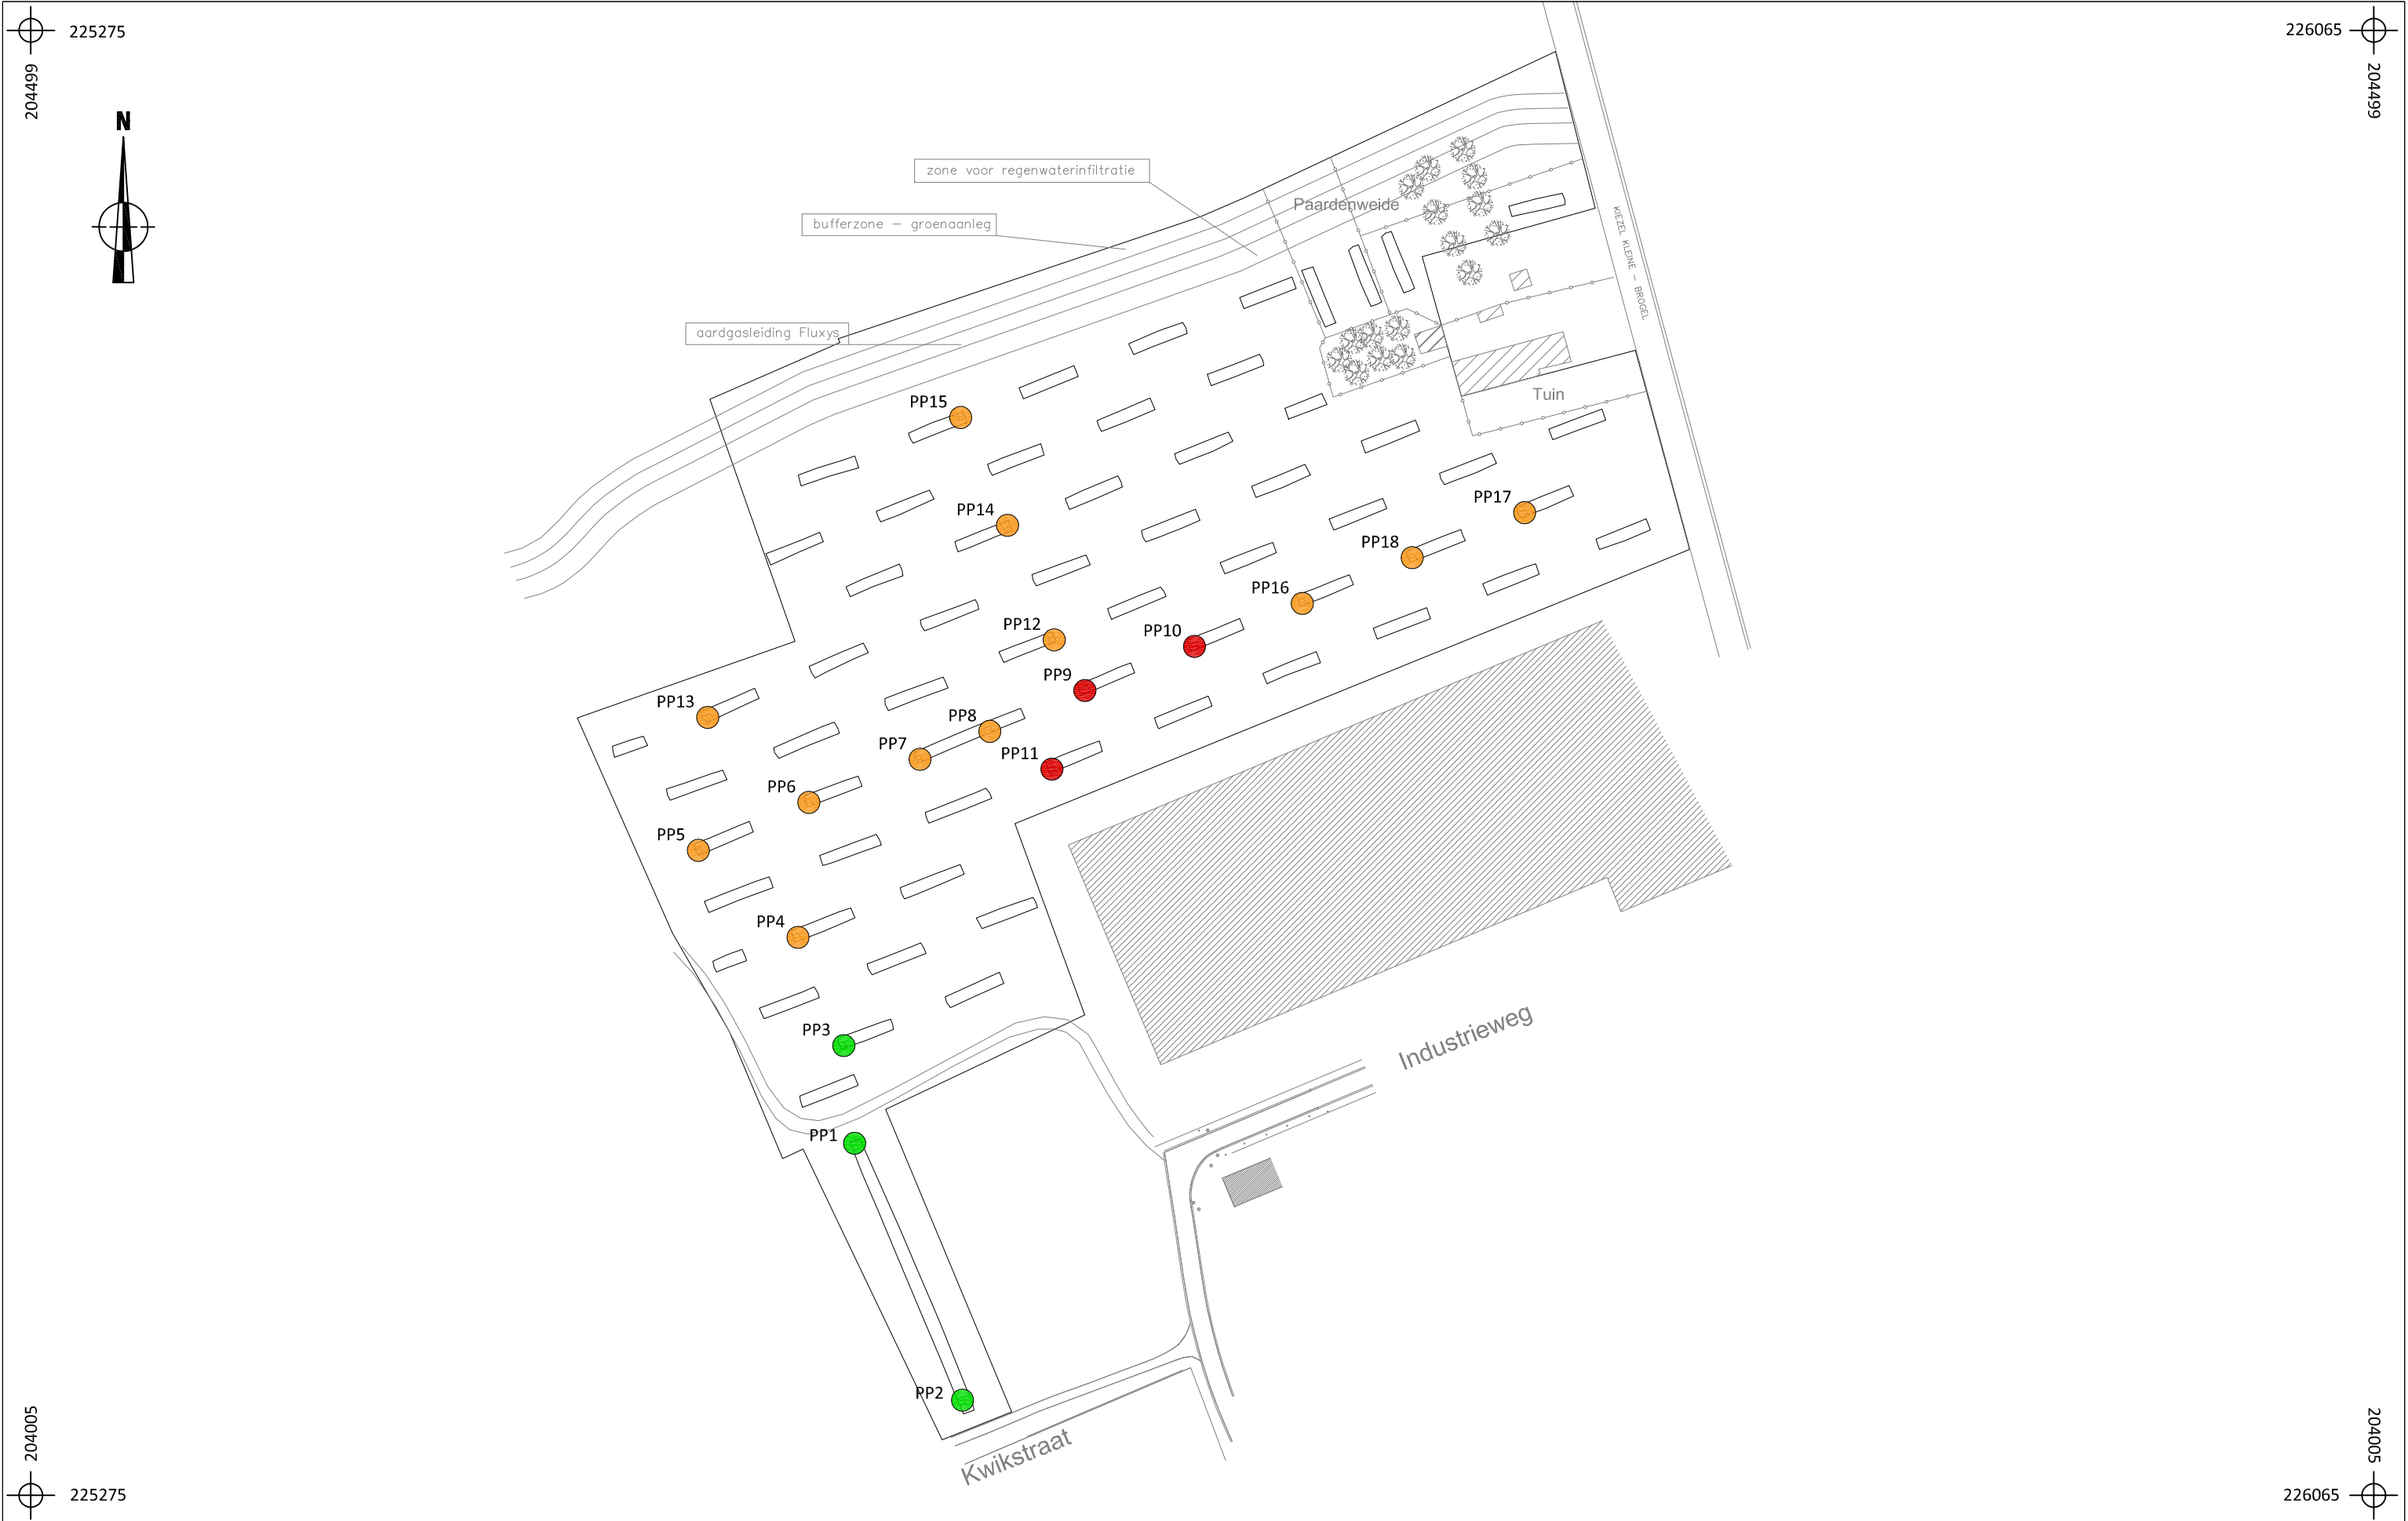 225275
226065
204499
204499
N
zone voor regenwaterinfiltratie
Paardenweide
bufferzone – groenaanleg
KIEZEL KLEINE – BROGEL
aardgasleiding Fluxys
Tuin
PP15
PP17
PP14
PP18
PP16
PP12
PP10
PP9
PP13
PP8
PP7
PP11
PP6
PP5
PP4
PP3
Industrieweg
PP1
PP2
Kwikstraat
204005
204005
225275
226065